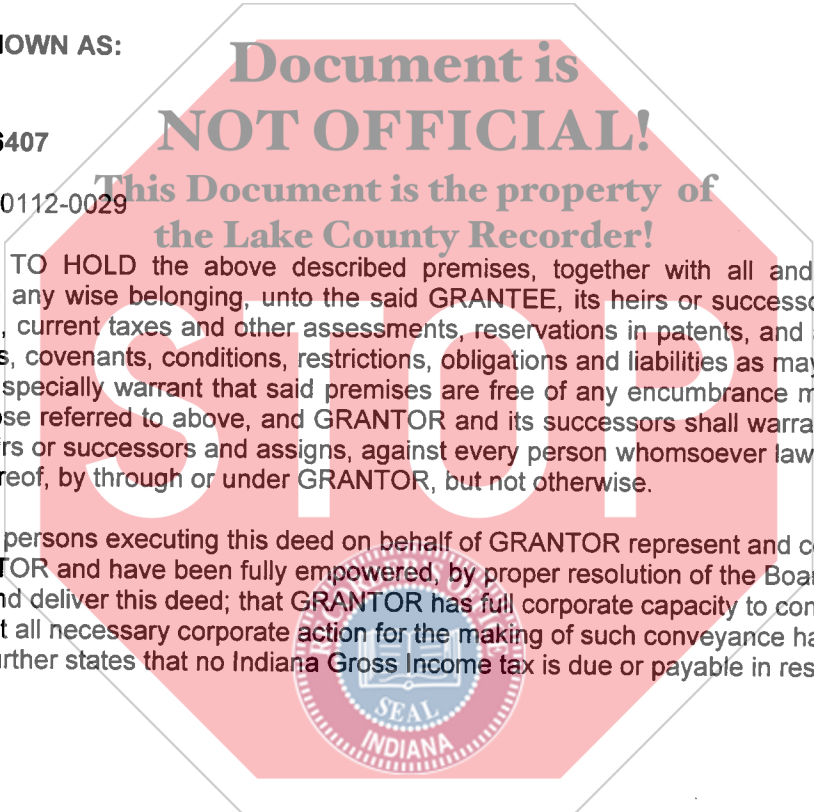 OWN AS:
Document is
NOT OFFICIAL!
6407
This Document is the property of
0112-0029
the Lake County Recorder!
TO HOLD the above described premises, together with all and
any wise belonging, unto the said GRANTEE, its heirs or successo
, current taxes and other assessments, reservations in patents, and
s, covenants, conditions, restrictions, obligations and liabilities as may
specially warrant that said premises are free of any encumbrance m
se referred to above, and GRANTOR and its successors shall warra
rs or successors and assigns, against every person whomsoever law
reof, by through or under GRANTOR, but not otherwise.
STOP
persons executing this deed on behalf of GRANTOR represent and c
TOR and have been fully empowered, by proper resolution of the Boar
nd deliver this deed; that GRANTOR has full corporate capacity to con
t all necessary corporate action for the making of such conveyance ha
rther states that no Indiana Gross Income tax is due or payable in res
SEAL
INDIANA